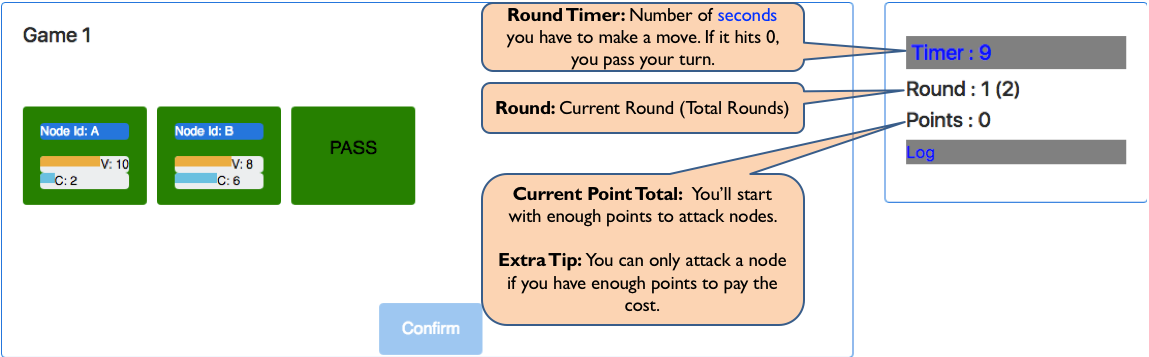 Game 1
Node Id: A
V: 10
C: 2
Node Id: B
V: 8
C: 6
PASS
Confirm
Round Timer: Number of seconds
you have to make a move. If it hits 0,
you pass your turn.
Round: Current Round (Total Rounds)
Current Point Total: You'll start
with enough points to attack nodes.
Extra Tip: You can only attack a node
if you have enough points to pay the
cost.
Timer : 9
Round : 1 (2)
Points : 0
Log